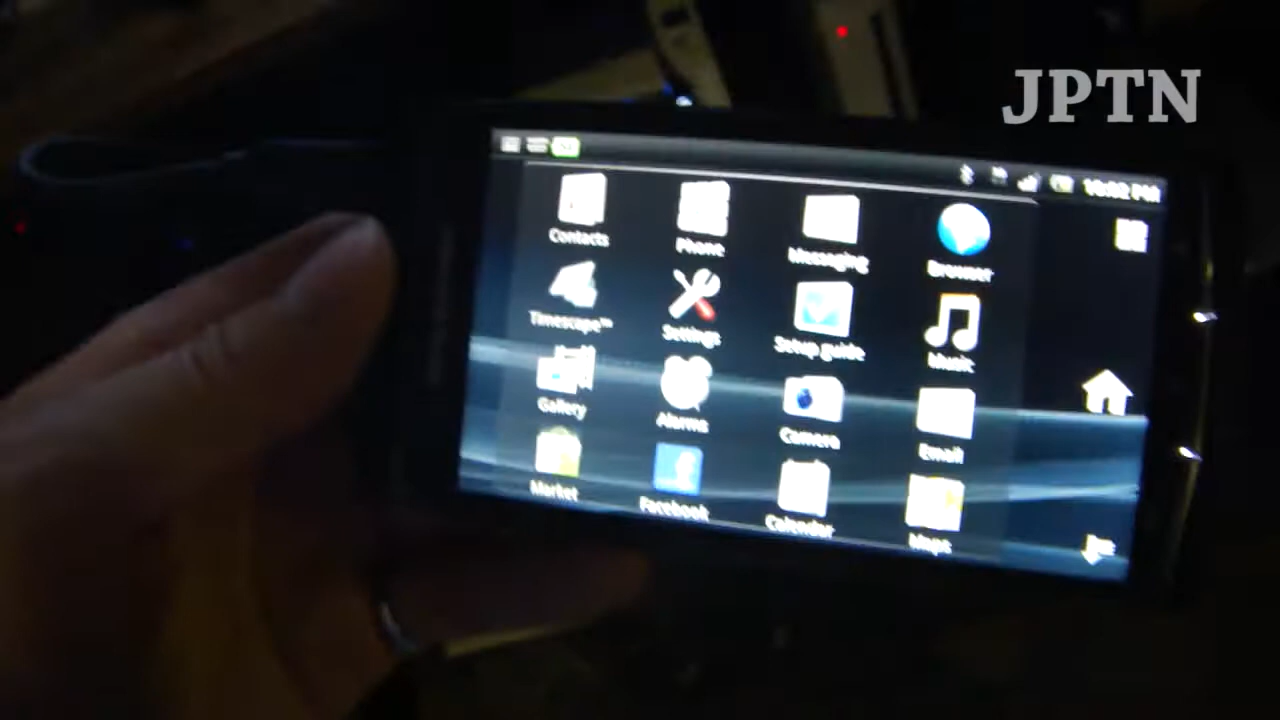 JPTN
Contacts
Phone
Messaging
Browser
Timescape™
Settings
Setup guide
Music
Gallery
Alarms
Camera
Email
Market
Facebook
Calendar
Maps